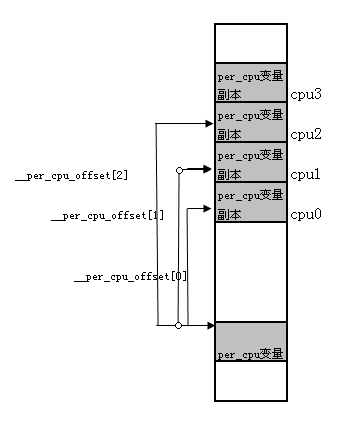 per_cpu变量
副本 cpu3
per_cpu变量
副本 cpu2
per_cpu变量
副本 cpu1
__per_cpu_offset[2]
per_cpu变量
副本 cpu0
__per_cpu_offset[1]
__per_cpu_offset[0]
per_cpu变量